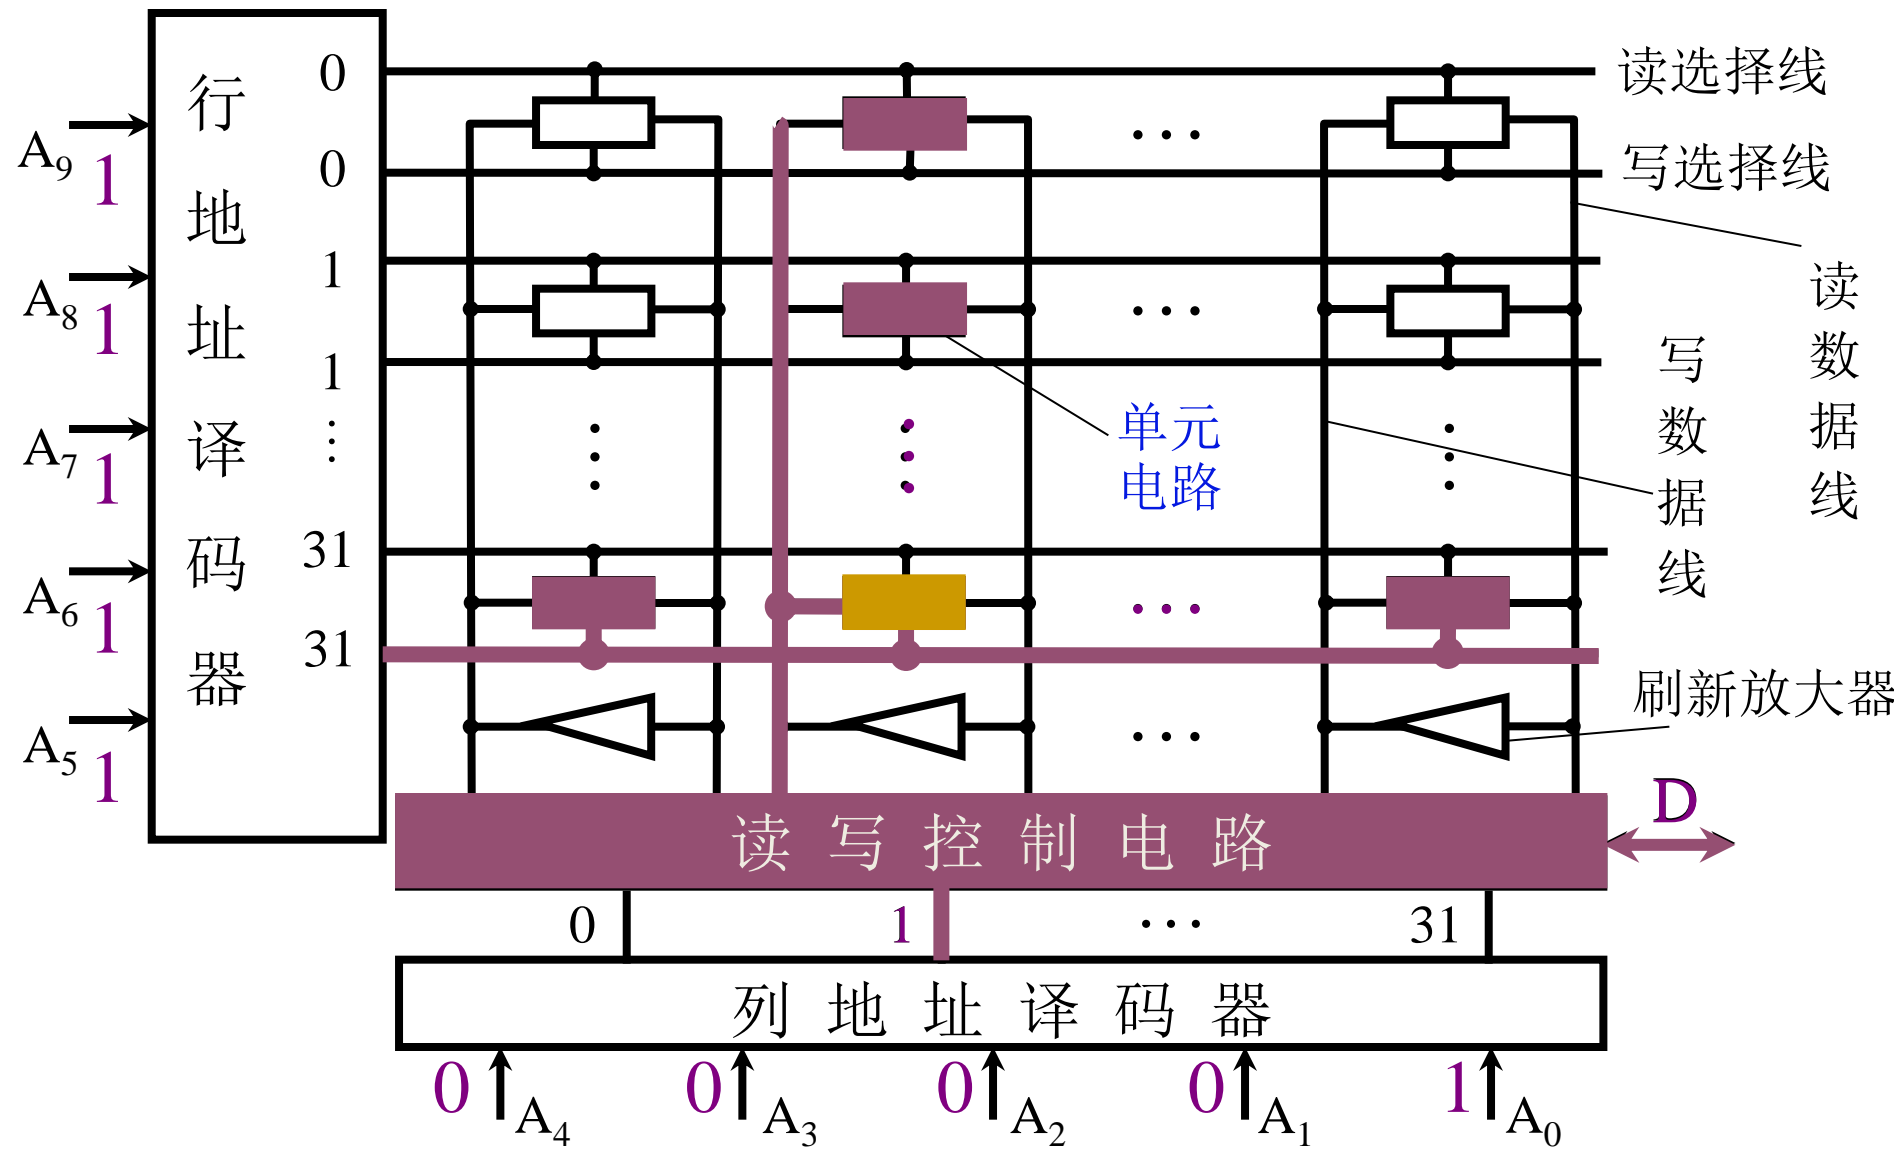 行地址译码器
0
0
1
1
⋮
31
31
A9 1
A8 1
A7 1
A6 1
A5 1
读选择线
写选择线
读数据线
写数据线
单元
电路
刷新放大器
D
读写控制电路
0 1 … 31
列地址译码器
0 0 0 0 1
A4 A3 A2 A1 A0